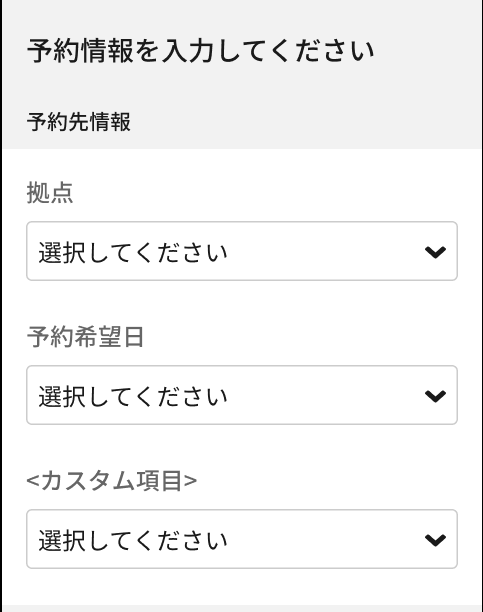 予約情報を入力してください
予約先情報
拠点
選択してください
予約希望日
選択してください
<カスタム項目>
選択してください